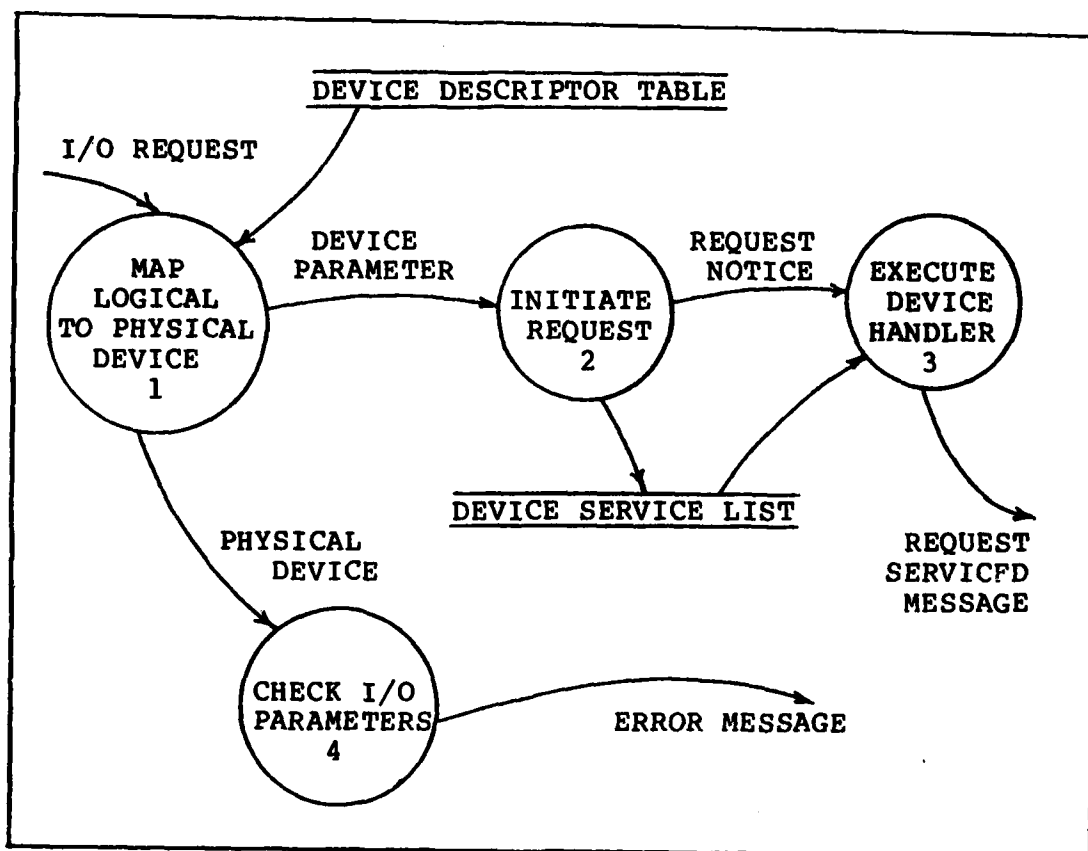 DEVICE DESCRIPTOR TABLE
I/O REQUEST
MAP
LOGICAL
TO PHYSICAL
DEVICE
1
DEVICE
PARAMETER
INITIATE
REQUEST
2
REQUEST
NOTICE
EXECUTE
DEVICE
HANDLER
3
DEVICE SERVICE LIST
REQUEST
SERVICFD
MESSAGE
PHYSICAL
DEVICE
CHECK I/O
PARAMETERS
4
ERROR MESSAGE